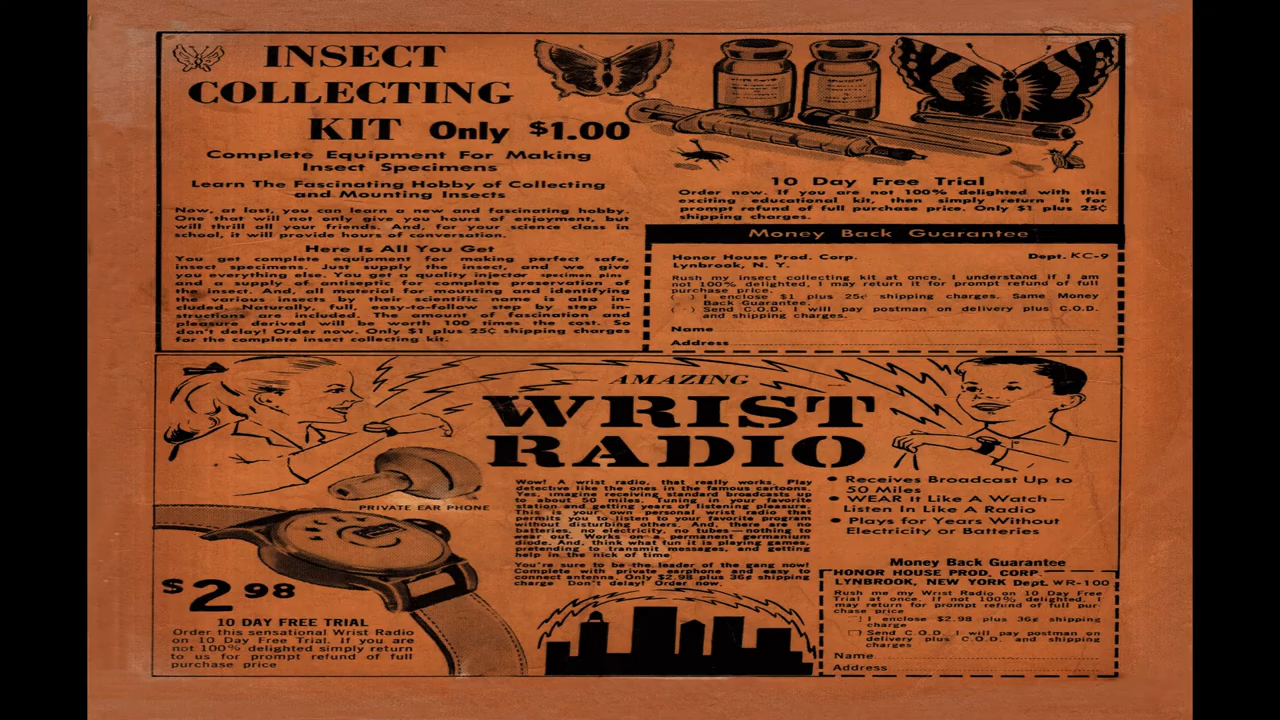 INSECT
COLLECTING
KIT Only $1.00
Complete Equipment For Making
Insect Specimens
Learn The Fascinating Hobby of Collecting
and Mounting Insects
Now, at last, you can learn a new and fascinating hobby.
One that will not only give you hours of enjoyment, but
will thrill all your friends. And, for your science class in
school, it will provide hours of conversation.
Here Is All You Get
You get complete equipment for making perfect, safe,
insect specimens. Just supply the insect, and we give
you everything else. You get a quality injector specimen pins
and a supply of antiseptic for complete preservation of
the insect. And, all material for mounting and identifying
the various insects by their scientific name is also in-
cluded. Naturally, full, easy-to-follow step by step in-
structions are included. The amount of fascination and
pleasure derived will be worth 100 times the cost. So
don't delay! Order now. Only $1 plus 25¢ shipping charges
for the complete insect collecting kit.
10 Day Free Trial
Order now. If you are not 100% delighted with this
exciting educational kit, then simply return it for
prompt refund of full purchase price. Only $1 plus 25¢
shipping charges.
Money Back Guarantee
Honor House Prod. Corp. Dept. KC-9
Lynbrook, N. Y.
Rush my insect collecting kit at once. I understand if I am
not 100% delighted, I may return it for prompt refund of full
purchase price.
( ) I enclose $1 plus 25¢ shipping charges. Same Money
Back Guarantee.
( ) Send C.O.D. I will pay postman on delivery plus C.O.D.
and shipping charges.
Name
Address
AMAZING
WRIST
RADIO
PRIVATE EAR PHONE
Wow! A wrist radio, that really works. Play
detective like the ones in the famous cartoons.
Yes, imagine receiving standard broadcasts up
to about 50 miles. Tuning in your favorite
station and getting years of listening pleasure.
This is your own personal wrist radio that
permits you to listen to your favorite program
without disturbing others. And, there are no
batteries, no electricity, no tubes—nothing to
wear out. Works on a permanent germanium
diode. And, think what fun it is playing games,
pretending to transmit messages, and getting
help in the nick of time
You're sure to be the leader of the gang now!
Complete with private earphone and easy to
connect antenna. Only $2.98 plus 36¢ shipping
charge Don't delay! Order now.
• Receives Broadcast Up to
50 Miles
• WEAR It Like A Watch—
Listen In Like A Radio
• Plays for Years Without
Electricity or Batteries
$2.98
10 DAY FREE TRIAL
Order this sensational Wrist Radio
on 10 Day Free Trial. If you are
not 100% delighted simply return
to us for prompt refund of full
purchase price
Money Back Guarantee
HONOR HOUSE PROD. CORP.
LYNBROOK, NEW YORK Dept. WR-100
Rush me my Wrist Radio on 10 Day Free
Trial at once. If not 100% delighted, I
may return for prompt refund of full pur-
chase price
I enclose $2.98 plus 36¢ shipping
charge
Send C.O.D. I will pay postman on
delivery plus C.O.D. and shipping
charges
Name
Address